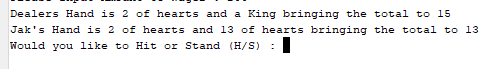 Dealers Hand is 2 of hearts and a King bringing the total to 15
Jak's Hand is 2 of hearts and 13 of hearts bringing the total to 13
Would you like to Hit or Stand (H/S) :